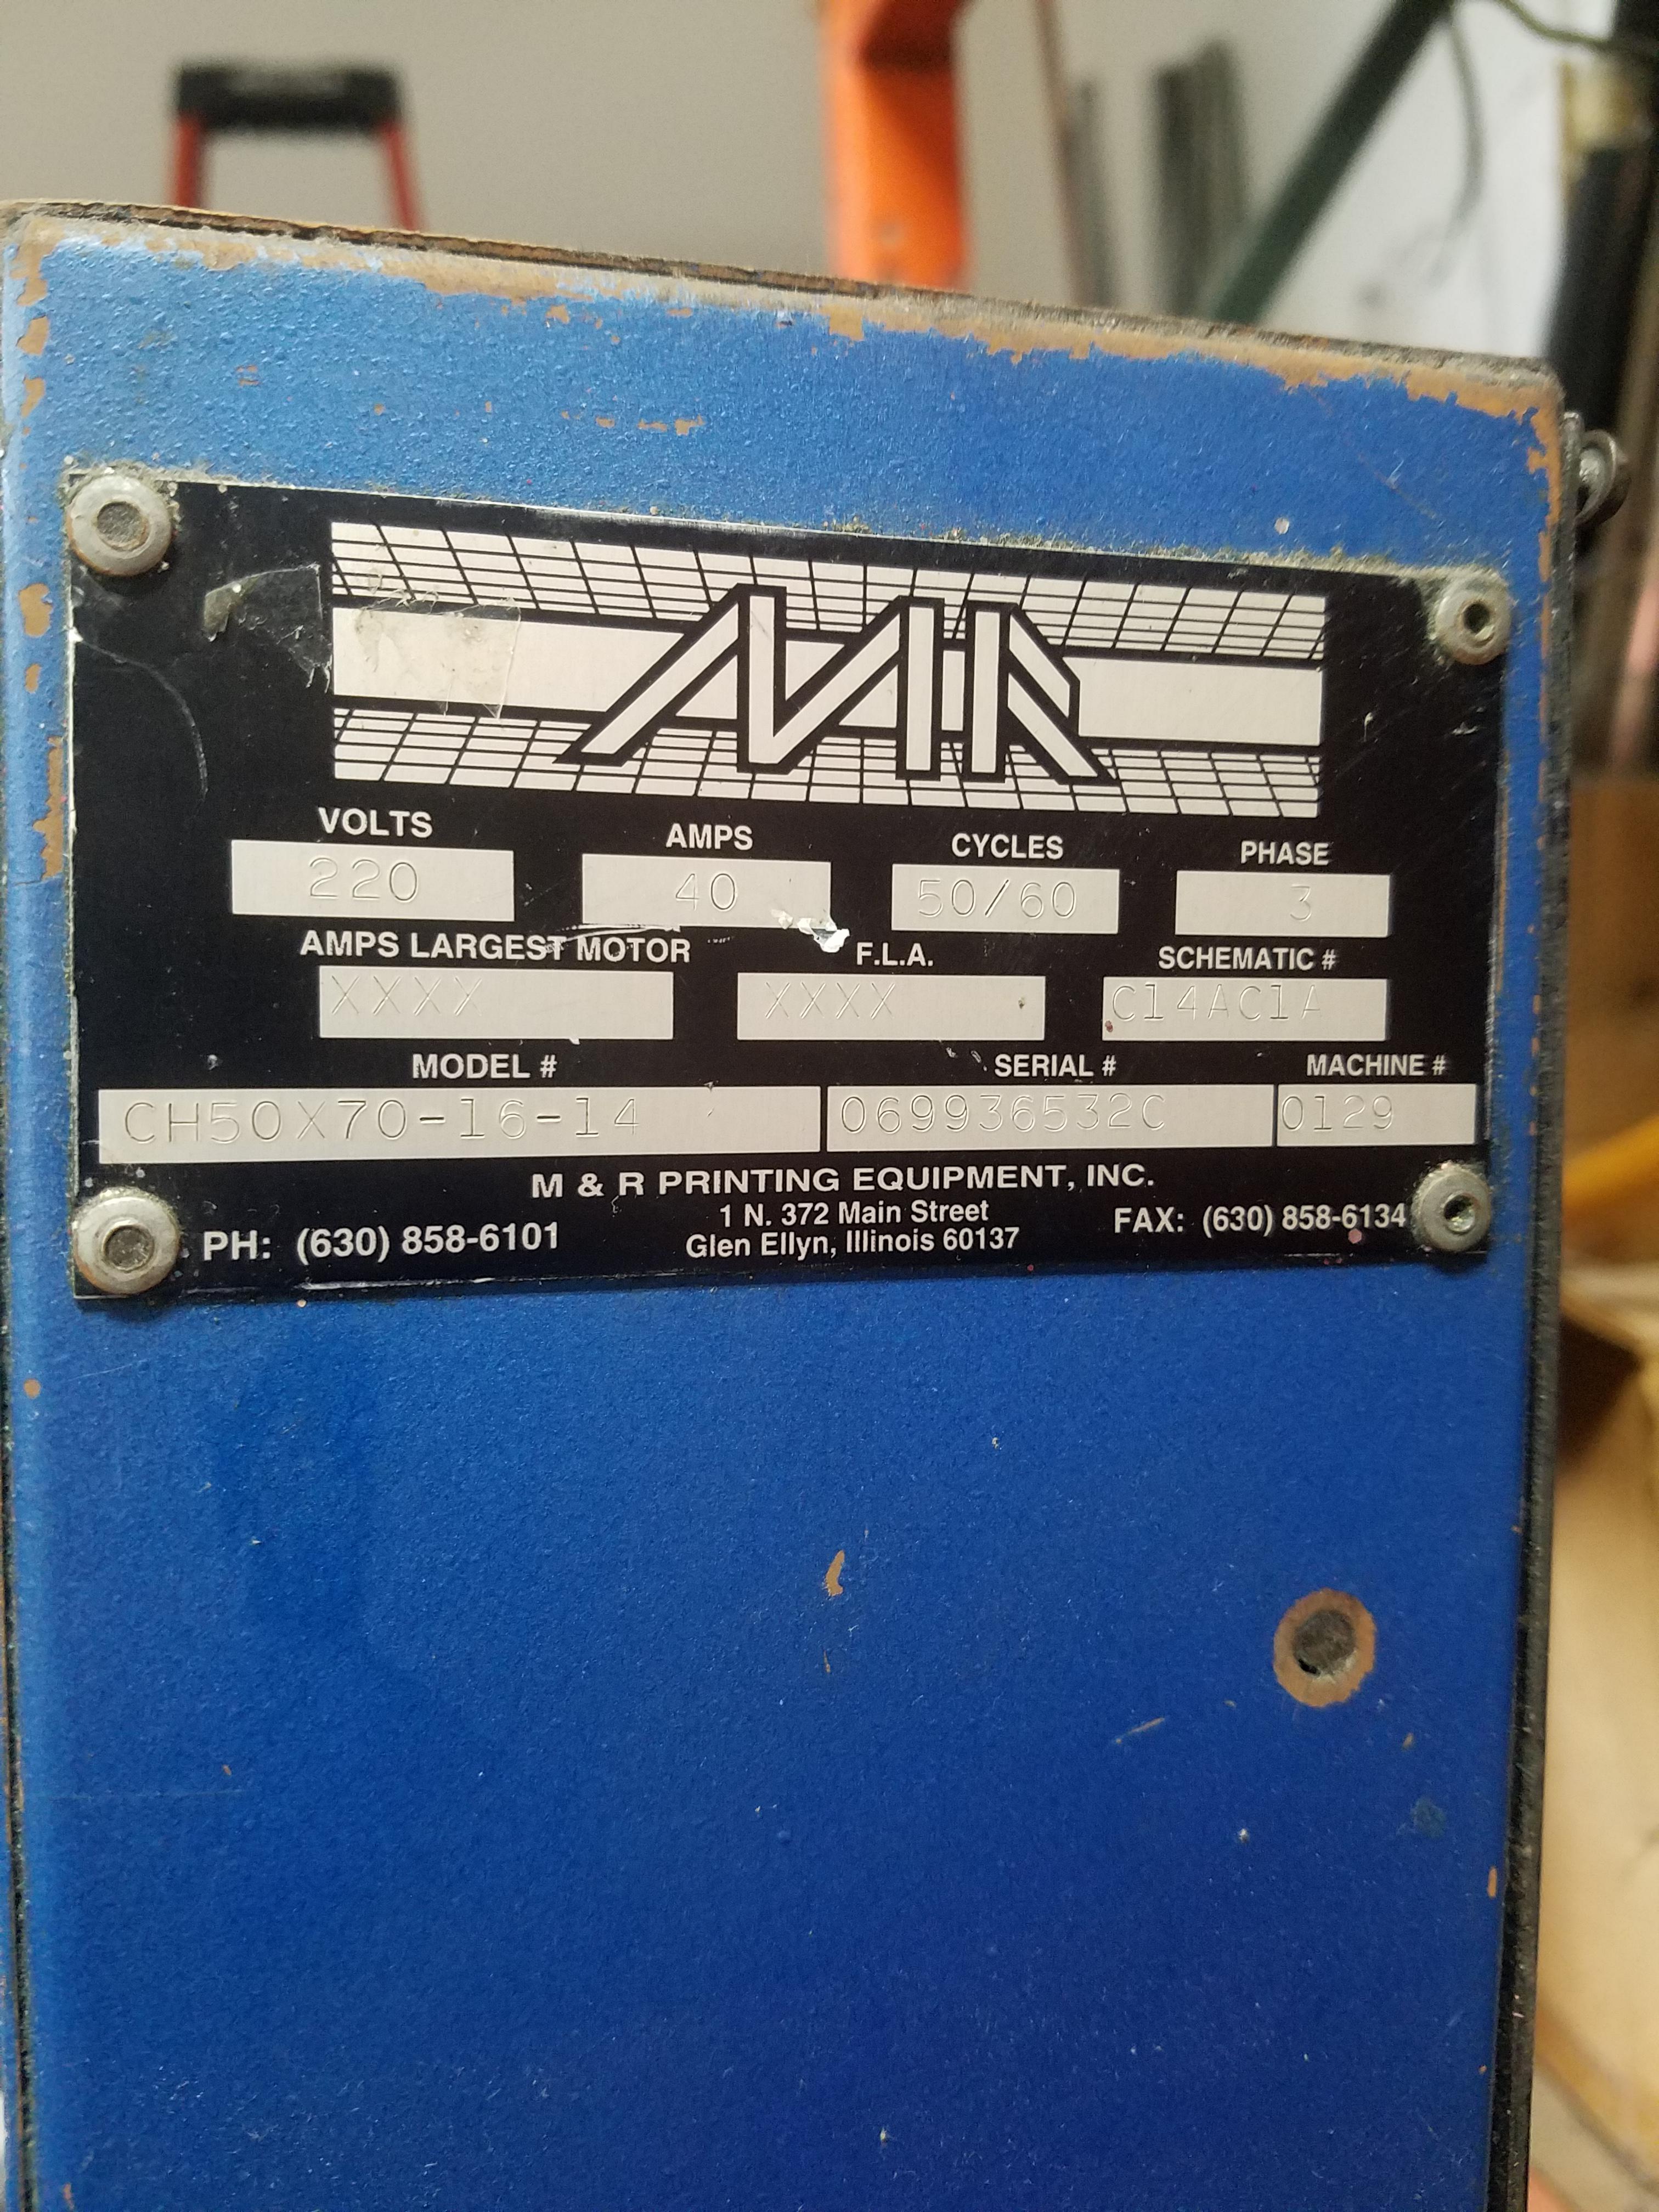 MR
VOLTS AMPS CYCLES PHASE
220 40 50/60 3
AMPS LARGEST MOTOR F.L.A. SCHEMATIC #
XXXX XXXX C14AC1A
MODEL # SERIAL # MACHINE #
CH50X70-16-14 069936532C 0129
M & R PRINTING EQUIPMENT, INC.
1 N. 372 Main Street
PH: (630) 858-6101 Glen Ellyn, Illinois 60137 FAX: (630) 858-6134